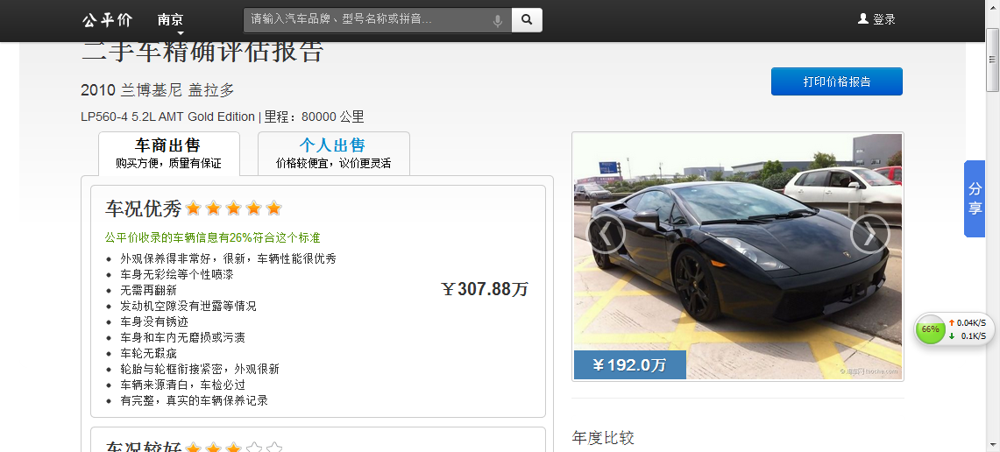 公平价
南京
请输入汽车品牌、型号名称或拼音...
登录
二手车精确评估报告
打印价格报告
2010 兰博基尼 盖拉多
LP560-4 5.2L AMT Gold Edition | 里程：80000 公里
车商出售
购买方便，质量有保证
个人出售
价格较便宜，议价更灵活
车况优秀
公平价收录的车辆信息有26%符合这个标准
外观保养得非常好，很新，车辆性能很优秀
车身无彩绘等个性喷漆
无需再翻新
发动机空隙没有泄露等情况
车身没有锈迹
车身和车内无磨损或污渍
车轮无瑕疵
轮胎与轮框衔接紧密，外观很新
车辆来源清白，车检必过
有完整，真实的车辆保养记录
￥307.88万
￥192.0万
分享
66%
0.04K/S
0.1K/S
年度比较
车况较好